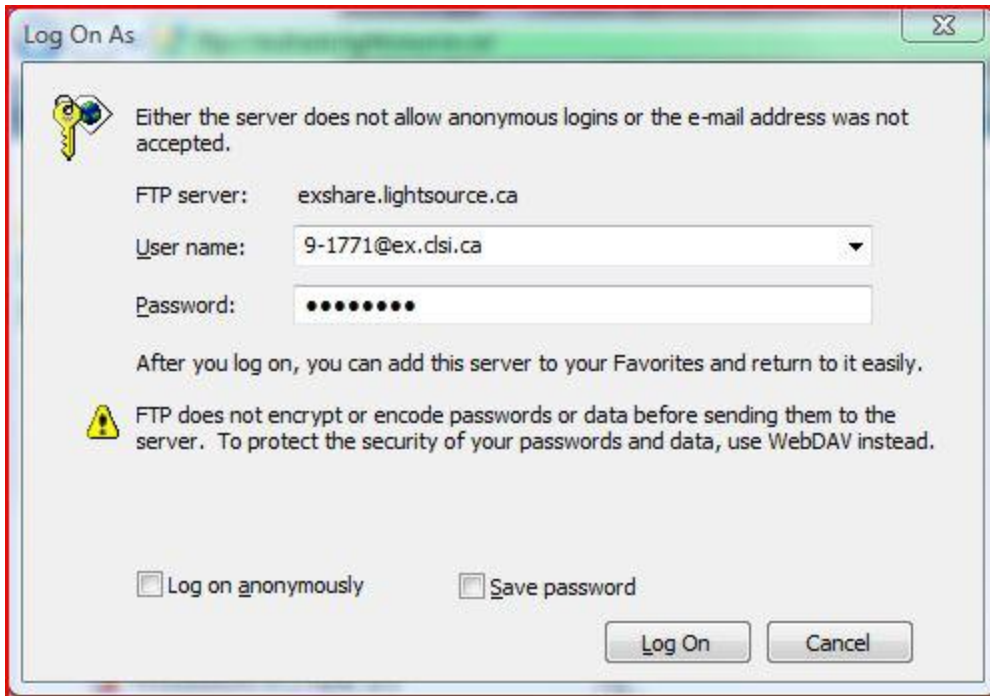 Log On As
Either the server does not allow anonymous logins or the e-mail address was not
accepted.
FTP server: exshare.lightsource.ca
User name: 9-1771@ex.clsi.ca
Password: ••••••••
After you log on, you can add this server to your Favorites and return to it easily.
FTP does not encrypt or encode passwords or data before sending them to the
server. To protect the security of your passwords and data, use WebDAV instead.
Log on anonymously Save password
Log On Cancel